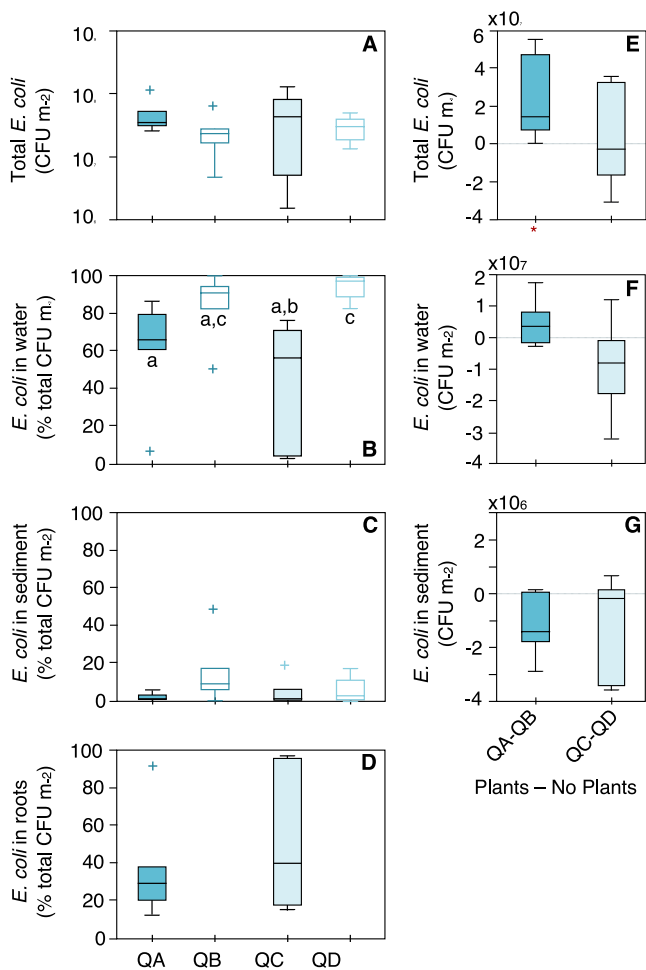 A
Total E. coli
(CFU m-2)
10,
10,
10,
10,
E
x10,
Total E. coli
(CFU m,
6
4
2
0
-2
-4
*
B
E. coli in water
(% total CFU m,
100
80
60
40
20
0
a
a,c
a,b
c
F
x10₇
E. coli in water
(CFU m-2)
2
1
0
-1
-2
-3
-4
C
E. coli in sediment
(% total CFU m-2)
100
80
60
40
20
0
G
x10₆
E. coli in sediment
(CFU m-2)
2
0
-2
-4
QA-QB
QC-QD
Plants – No Plants
D
E. coli in roots
(% total CFU m-2)
100
80
60
40
20
0
QA QB QC QD